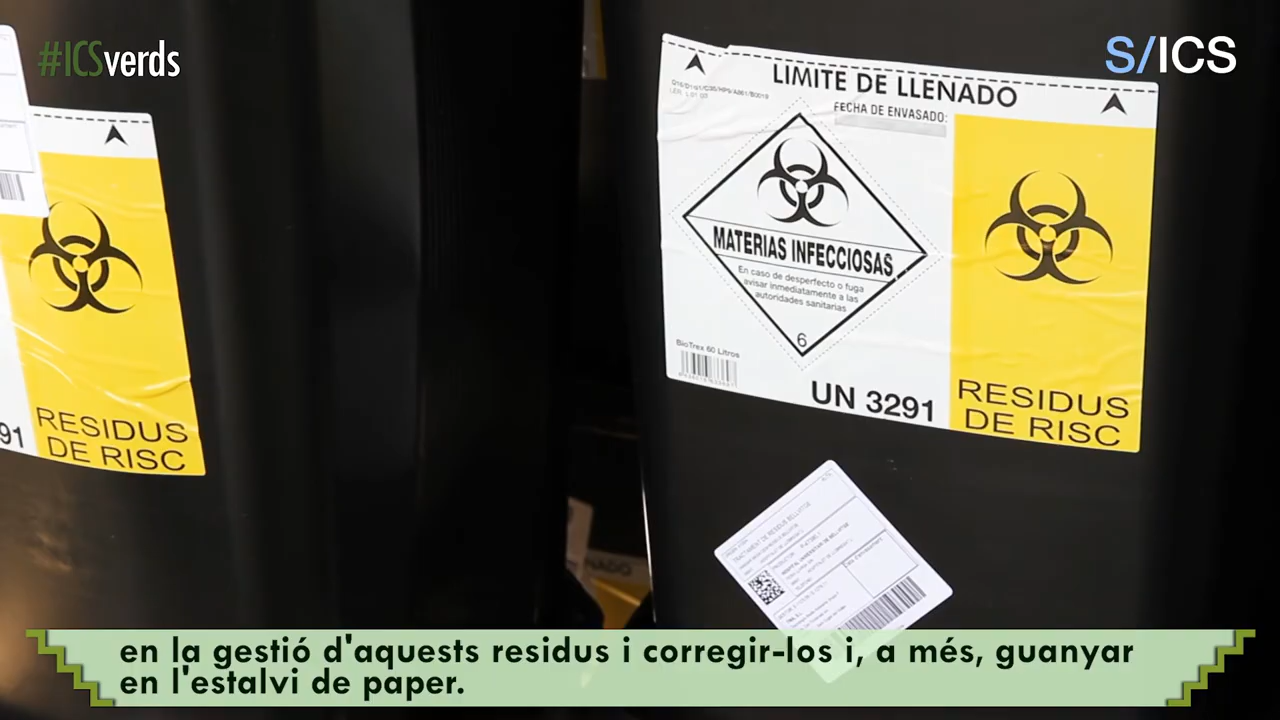 #ICSverds
S/ICS
LIMITE DE LLENADO
FECHA DE ENVASADO:
MATERIAS INFECCIOSAS
En caso de desperfecto o fuga
avisar inmediatamente a las
autoridades sanitarias
6
BioTrex 60 Litros
UN 3291
RESIDUS
DE RISC
91
RESIDUS
DE RISC
NADO
en la gestió d'aquests residus i corregir-los i, a més, guanyar
en l'estalvi de paper.